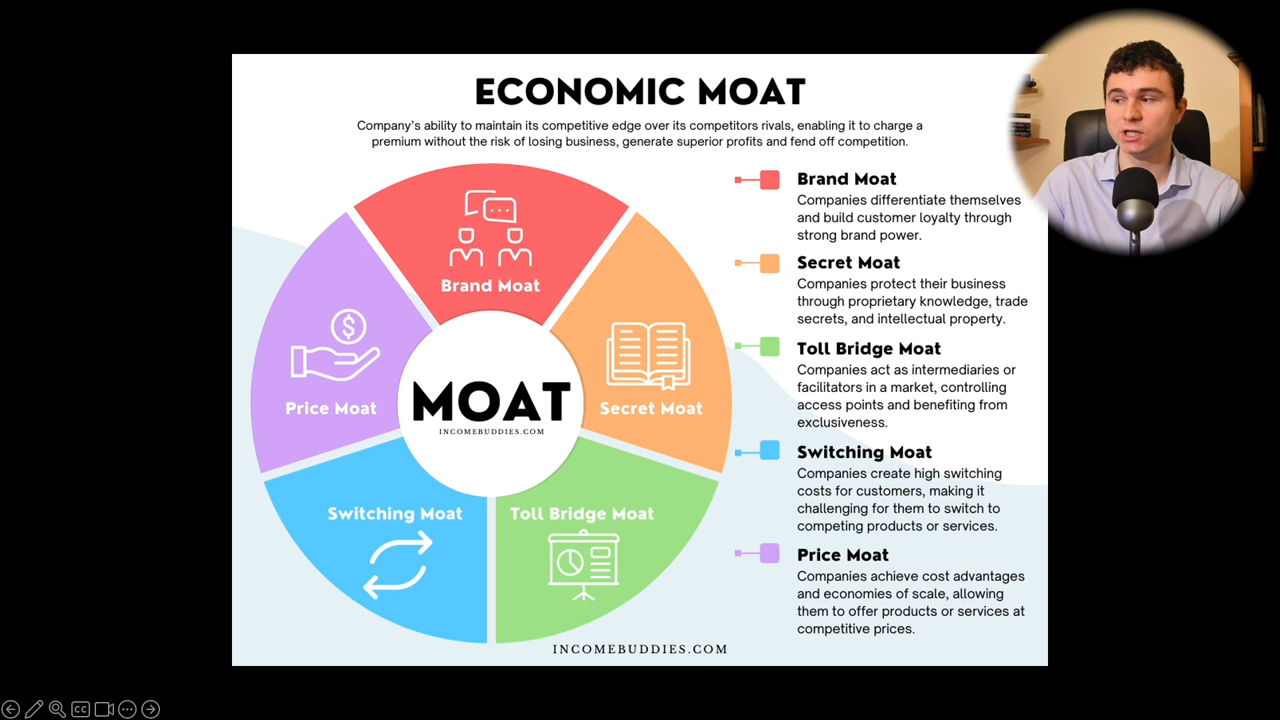 ECONOMIC MOAT
Company's ability to maintain its competitive edge over its competitors rivals, enabling it to charge a
premium without the risk of losing business, generate superior profits and fend off competition.
Brand Moat
Secret Moat
Toll Bridge Moat
Switching Moat
Price Moat
MOAT
INCOMEBUDDIES.COM
Brand Moat
Companies differentiate themselves
and build customer loyalty through
strong brand power.
Secret Moat
Companies protect their business
through proprietary knowledge, trade
secrets, and intellectual property.
Toll Bridge Moat
Companies act as intermediaries or
facilitators in a market, controlling
access points and benefiting from
exclusiveness.
Switching Moat
Companies create high switching
costs for customers, making it
challenging for them to switch to
competing products or services.
Price Moat
Companies achieve cost advantages
and economies of scale, allowing
them to offer products or services at
competitive prices.
INCOMEBUDDIES.COM
CC